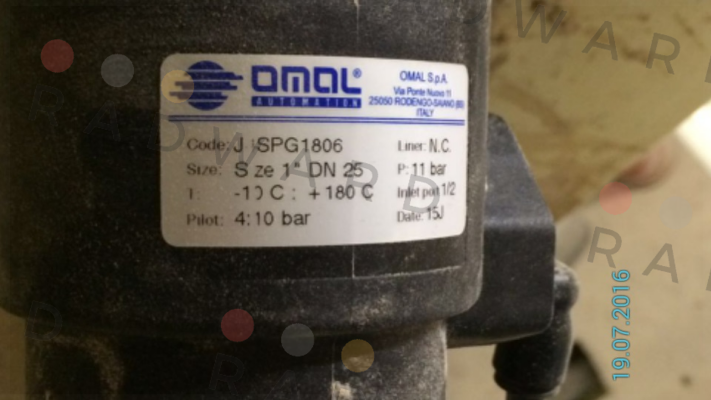 OMAL®
AUTOMATION
OMAL S.p.A.
Via Ponte Nuovo 11
25050 RODENGO-SAIANO (BS)
ITALY
Code: J SPG1806 Liner: N.C.
Size: S ze 1" DN 25 P: 11 bar
T: -10 C : +180 C Inlet port 1/2
Pilot: 4:10 bar Date: 15J
19.07.2016